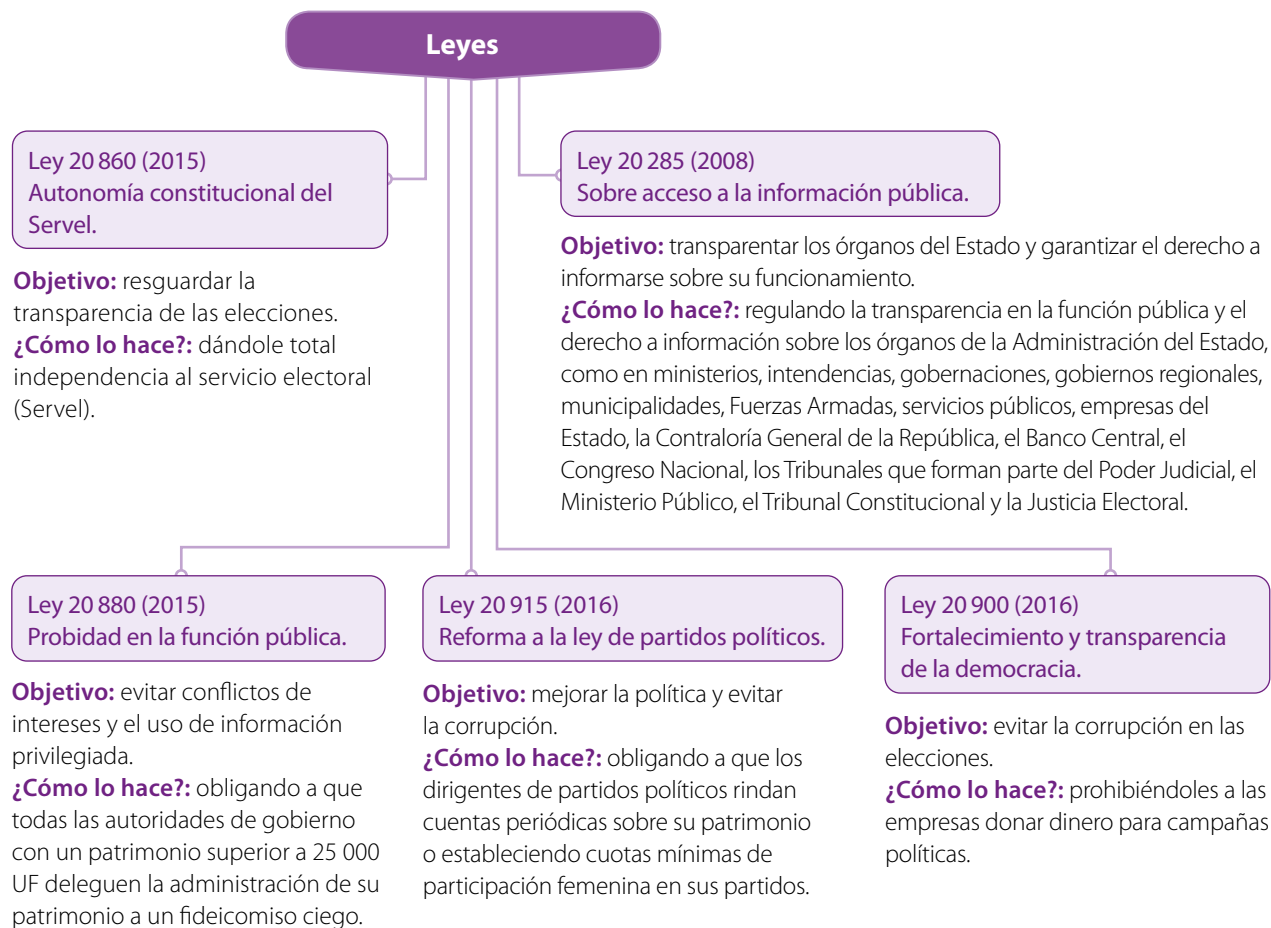 Leyes
Ley 20 860 (2015)
Autonomía constitucional del
Servel.
Objetivo: resguardar la
transparencia de las elecciones.
¿Cómo lo hace?: dándole total
independencia al servicio electoral
(Servel).
Ley 20 285 (2008)
Sobre acceso a la información pública.
Objetivo: transparentar los órganos del Estado y garantizar el derecho a
informarse sobre su funcionamiento.
¿Cómo lo hace?: regulando la transparencia en la función pública y el
derecho a información sobre los órganos de la Administración del Estado,
como en ministerios, intendencias, gobernaciones, gobiernos regionales,
municipalidades, Fuerzas Armadas, servicios públicos, empresas del
Estado, la Contraloría General de la República, el Banco Central, el
Congreso Nacional, los Tribunales que forman parte del Poder Judicial, el
Ministerio Público, el Tribunal Constitucional y la Justicia Electoral.
Ley 20 880 (2015)
Probidad en la función pública.
Objetivo: evitar conflictos de
intereses y el uso de información
privilegiada.
¿Cómo lo hace?: obligando a que
todas las autoridades de gobierno
con un patrimonio superior a 25 000
UF deleguen la administración de su
patrimonio a un fideicomiso ciego.
Ley 20 915 (2016)
Reforma a la ley de partidos políticos.
Objetivo: mejorar la política y evitar
la corrupción.
¿Cómo lo hace?: obligando a que los
dirigentes de partidos políticos rindan
cuentas periódicas sobre su patrimonio
o estableciendo cuotas mínimas de
participación femenina en sus partidos.
Ley 20 900 (2016)
Fortalecimiento y transparencia
de la democracia.
Objetivo: evitar la corrupción en las
elecciones.
¿Cómo lo hace?: prohibiéndoles a las
empresas donar dinero para campañas
políticas.